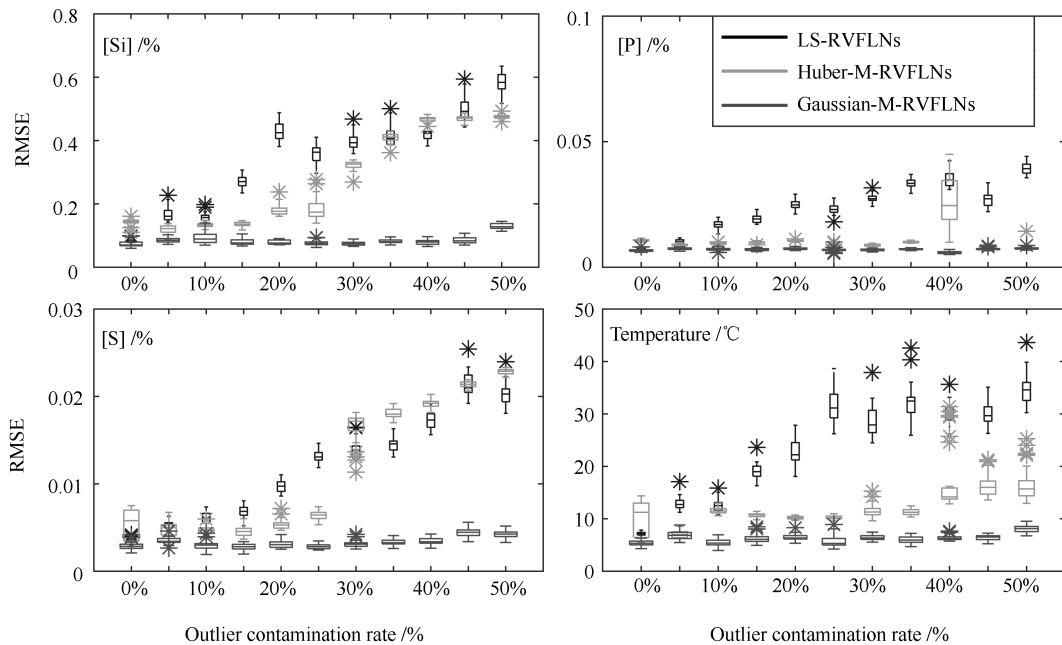 [Si] /%
0.8
0.6
0.4
0.2
0
RMSE
0% 10% 20% 30% 40% 50%
[P] /%
0.1
0.05
0
LS-RVFLNs
Huber-M-RVFLNs
Gaussian-M-RVFLNs
0% 10% 20% 30% 40% 50%
[S] /%
0.03
0.02
0.01
0
RMSE
0% 10% 20% 30% 40% 50%
Outlier contamination rate /%
Temperature /℃
50
40
30
20
10
0
0% 10% 20% 30% 40% 50%
Outlier contamination rate /%